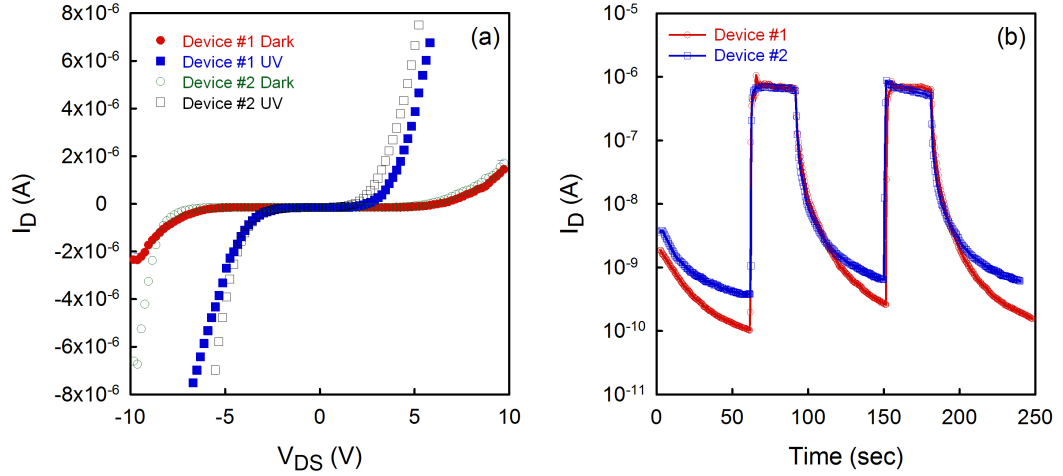 (a)
Device #1 Dark
Device #1 UV
Device #2 Dark
Device #2 UV
8x10-6
6x10-6
4x10-6
2x10-6
0
-2x10-6
-4x10-6
-6x10-6
-8x10-6
ID (A)
-10 -5 0 5 10
VDS (V)
(b)
Device #1
Device #2
10-5
10-6
10-7
10-8
10-9
10-10
10-11
ID (A)
0 50 100 150 200 250
Time (sec)